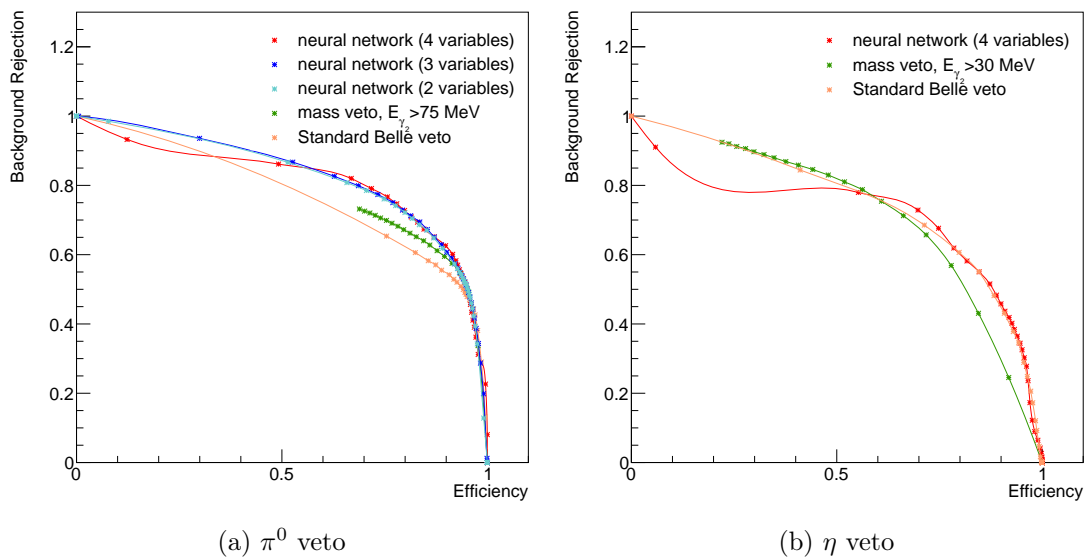 Background Rejection
1.2
1
0.8
0.6
0.4
0.2
0
0
0.5
1
Efficiency
neural network (4 variables)
neural network (3 variables)
neural network (2 variables)
mass veto, E_γ₂ >75 MeV
Standard Belle veto
(a) π⁰ veto
Background Rejection
1.2
1
0.8
0.6
0.4
0.2
0
0
0.5
1
Efficiency
neural network (4 variables)
mass veto, E_γ₂ >30 MeV
Standard Belle veto
(b) η veto